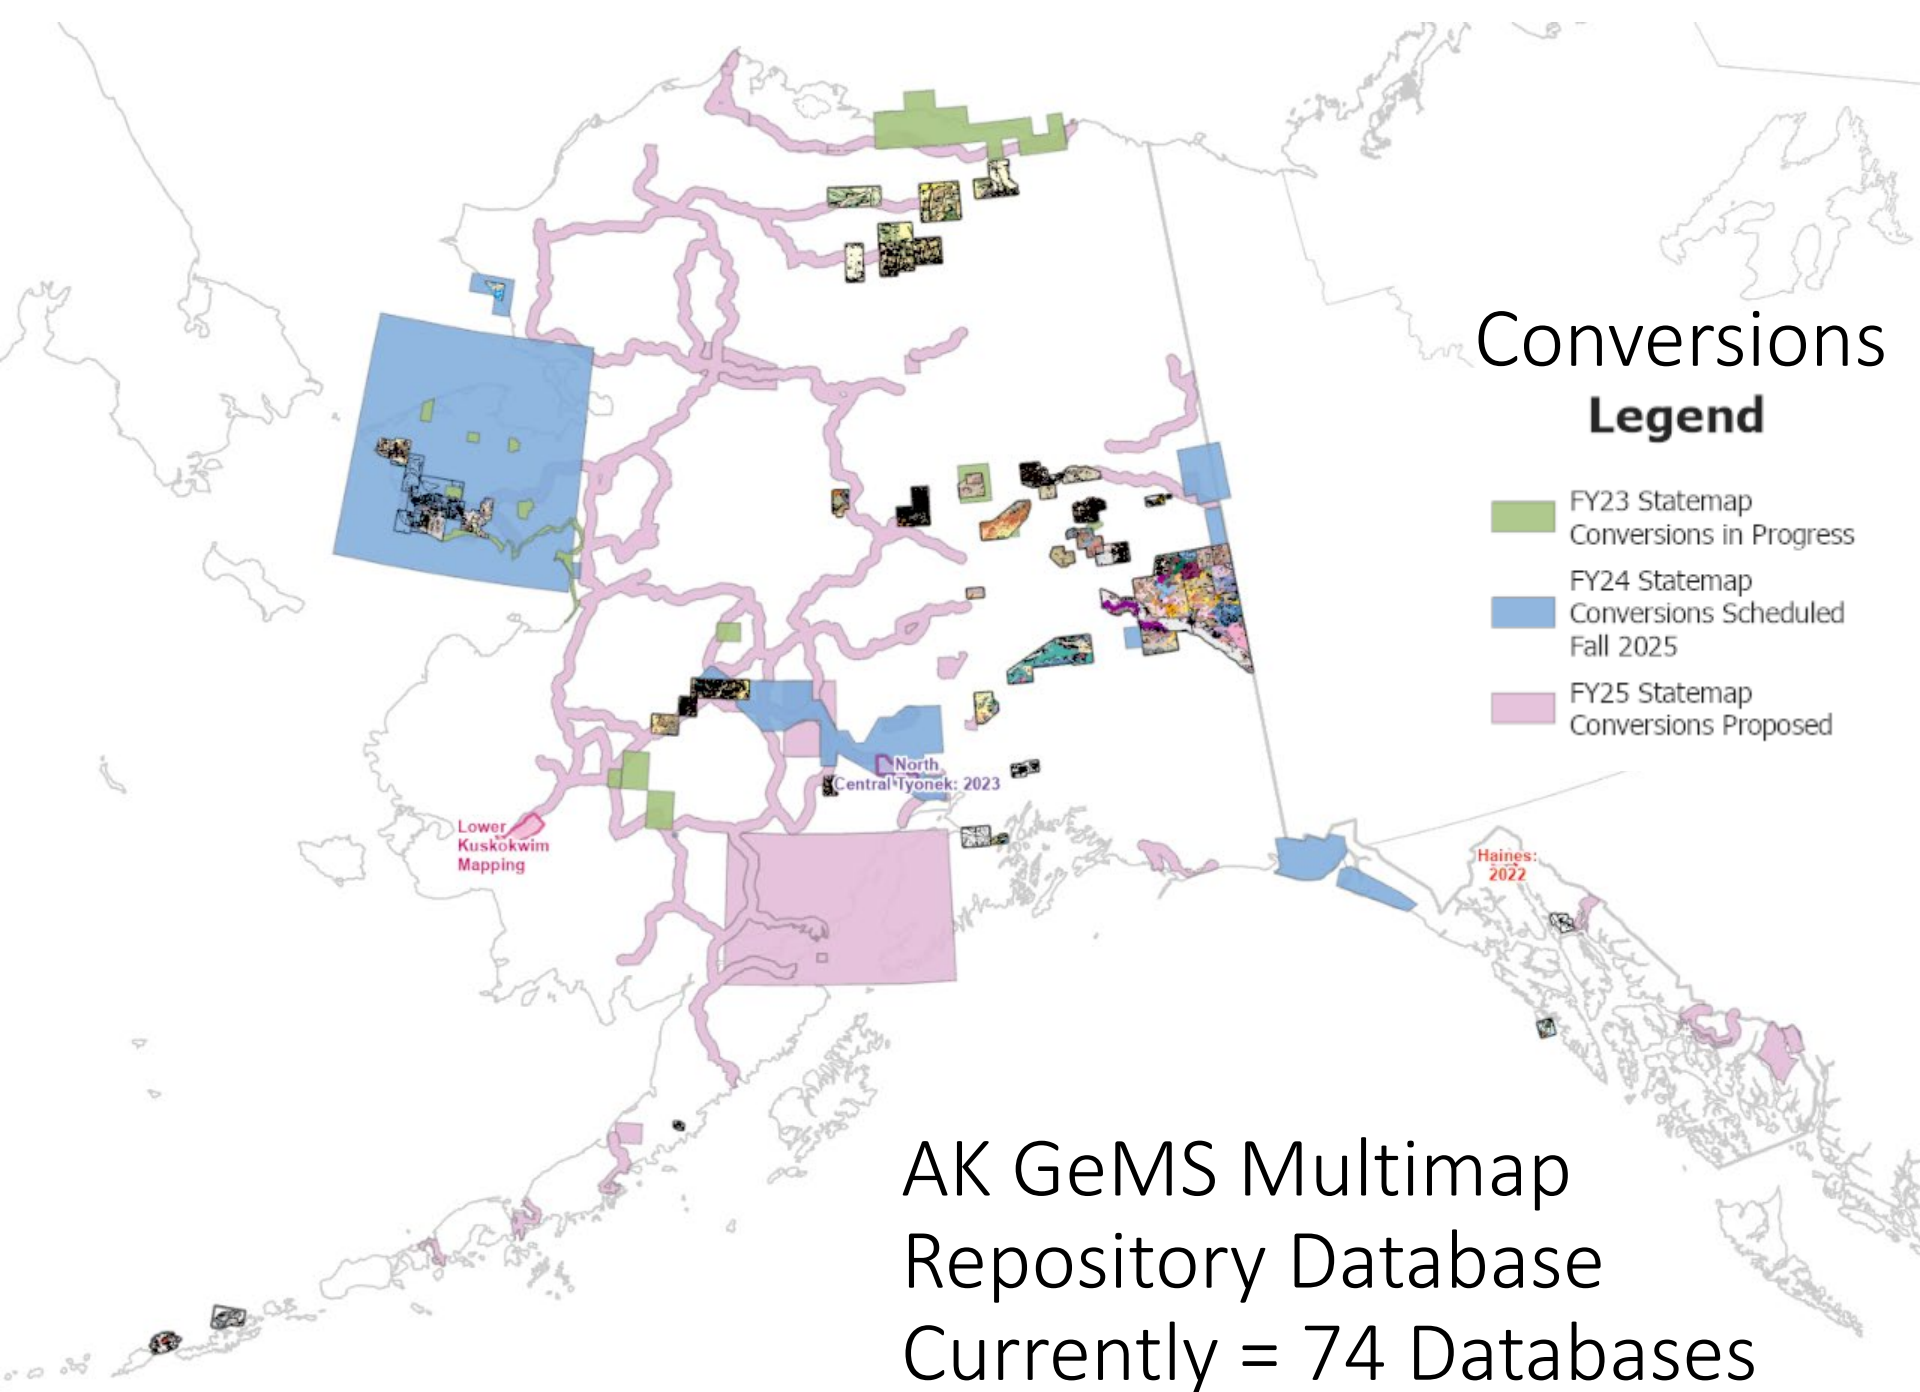 Conversions
Legend
FY23 Statemap
Conversions in Progress
FY24 Statemap
Conversions Scheduled
Fall 2025
FY25 Statemap
Conversions Proposed
North
Central Tyonek: 2023
Lower
Kuskokwim
Mapping
Haines:
2022
AK GeMS Multimap
Repository Database
Currently = 74 Databases